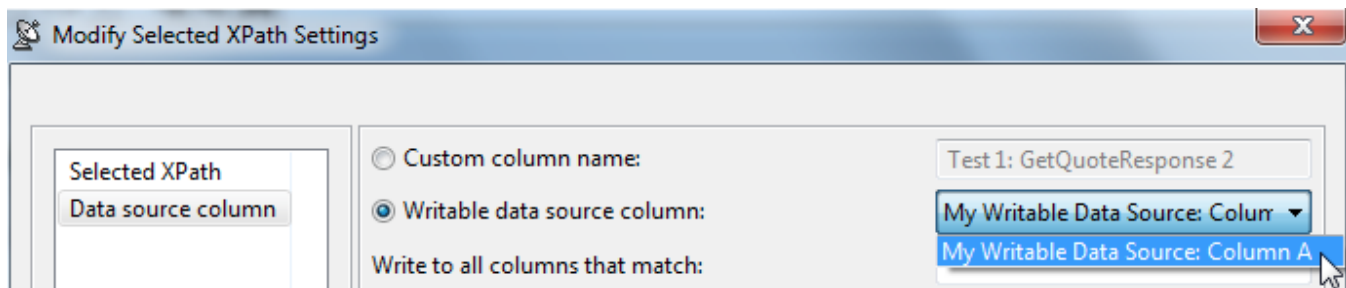 Modify Selected XPath Settings
Selected XPath
Data source column
Custom column name:
Test 1: GetQuoteResponse 2
Writable data source column:
My Writable Data Source: Colum
My Writable Data Source: Column A
Write to all columns that match: